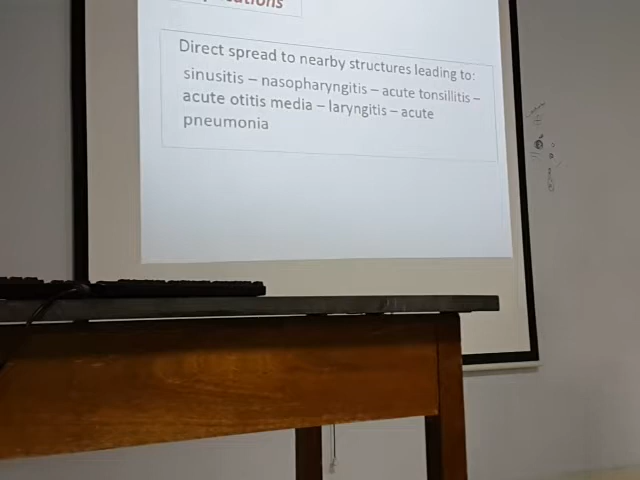 Direct spread to nearby structures leading to:
sinusitis – nasopharyngitis – acute tonsillitis –
acute otitis media – laryngitis – acute
pneumonia